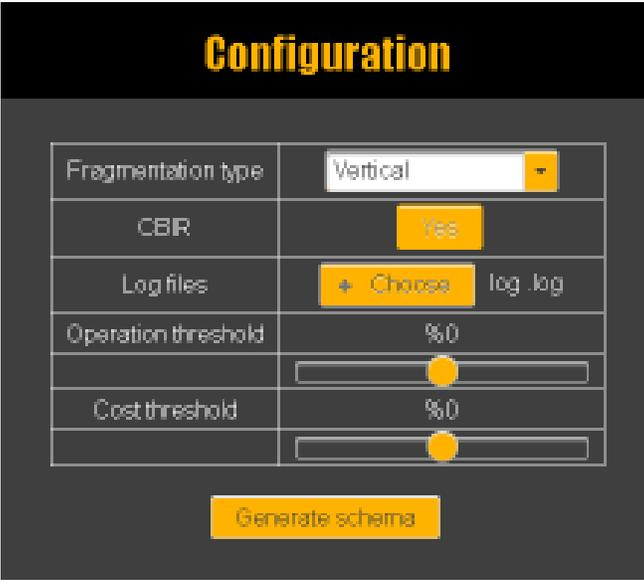 Configuration
Fragmentation type Vertical
CBIR Yes
Log files + Choose log .log
Operation threshold %0
Cost threshold %0
Generate schema